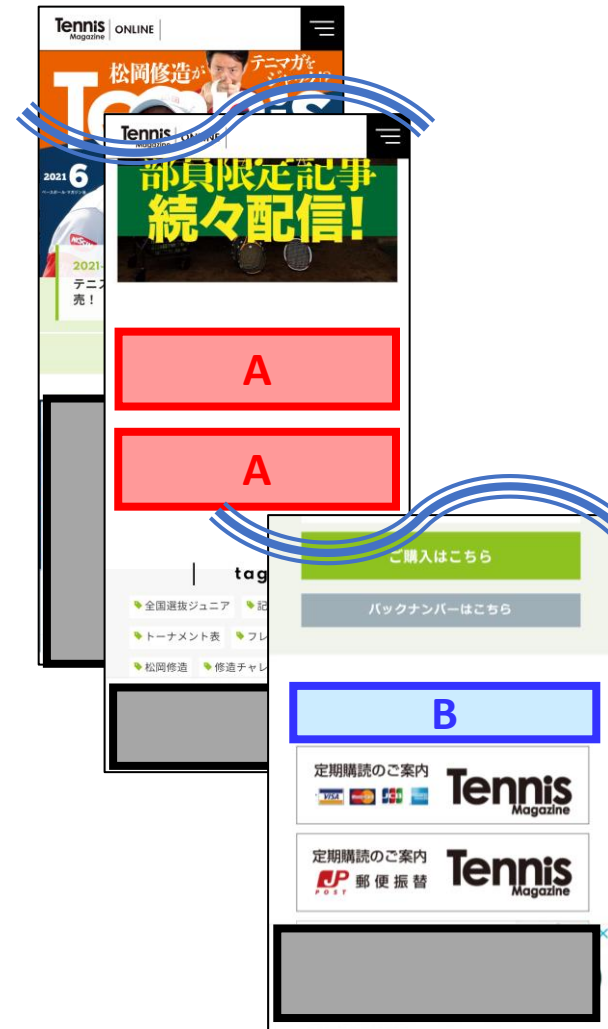 Tennis
Magazine
ONLINE
松岡修造が
テニマガを
2021 6
2021-
売！
Tennis
Magazine
ONLINE
部員限定記事
続々配信!
A
A
tag
全国選抜ジュニア
トーナメント表
フレ
松岡修造
修造チャレ
ご購入はこちら
バックナンバーはこちら
B
定期購読のご案内
VISA
JCB
Tennis
Magazine
定期購読のご案内
JP
POST
郵便振替
Tennis
Magazine